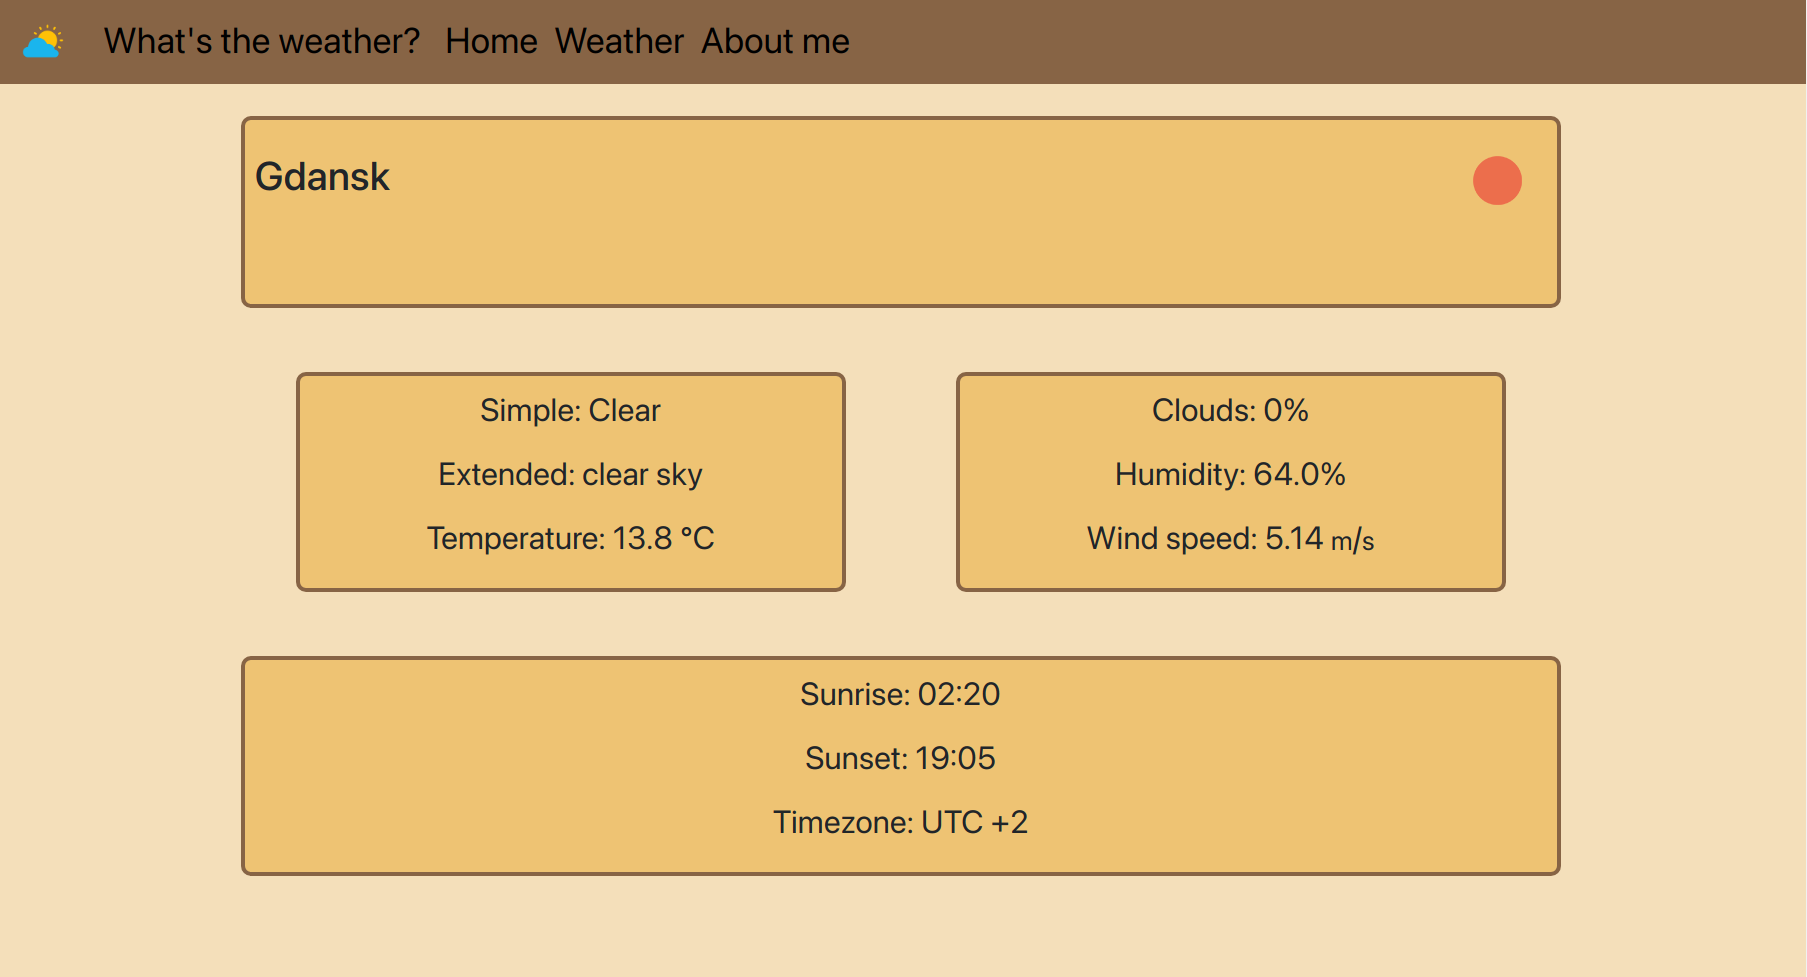 What's the weather? Home Weather About me
Gdansk
Simple: Clear
Extended: clear sky
Temperature: 13.8 °C
Clouds: 0%
Humidity: 64.0%
Wind speed: 5.14 m/s
Sunrise: 02:20
Sunset: 19:05
Timezone: UTC +2